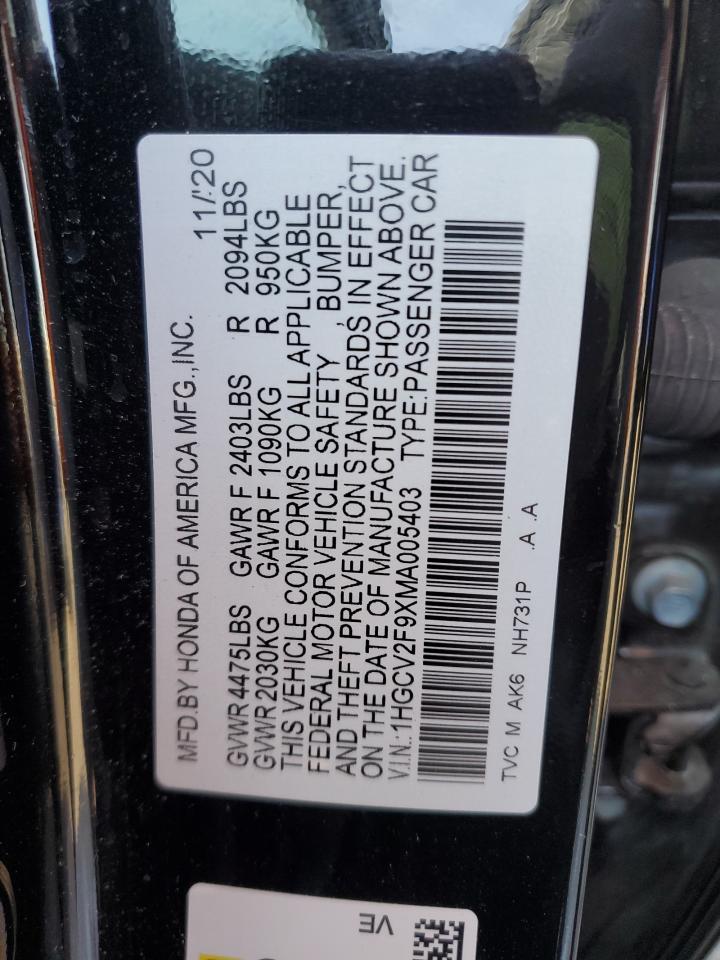 MFD.BY HONDA OF AMERICA MFG.,INC. 11/'20
GVWR 4475LBS GAWR F 2403LBS R 2094LBS
GVWR 2030KG GAWR F 1090KG R 950KG
THIS VEHICLE CONFORMS TO ALL APPLICABLE
FEDERAL MOTOR VEHICLE SAFETY , BUMPER,
AND THEFT PREVENTION STANDARDS IN EFFECT
ON THE DATE OF MANUFACTURE SHOWN ABOVE.
V.I.N.:1HGCV2F9XMA005403 TYPE:PASSENGER CAR
TVC M AK6 NH731P .A .A
VE